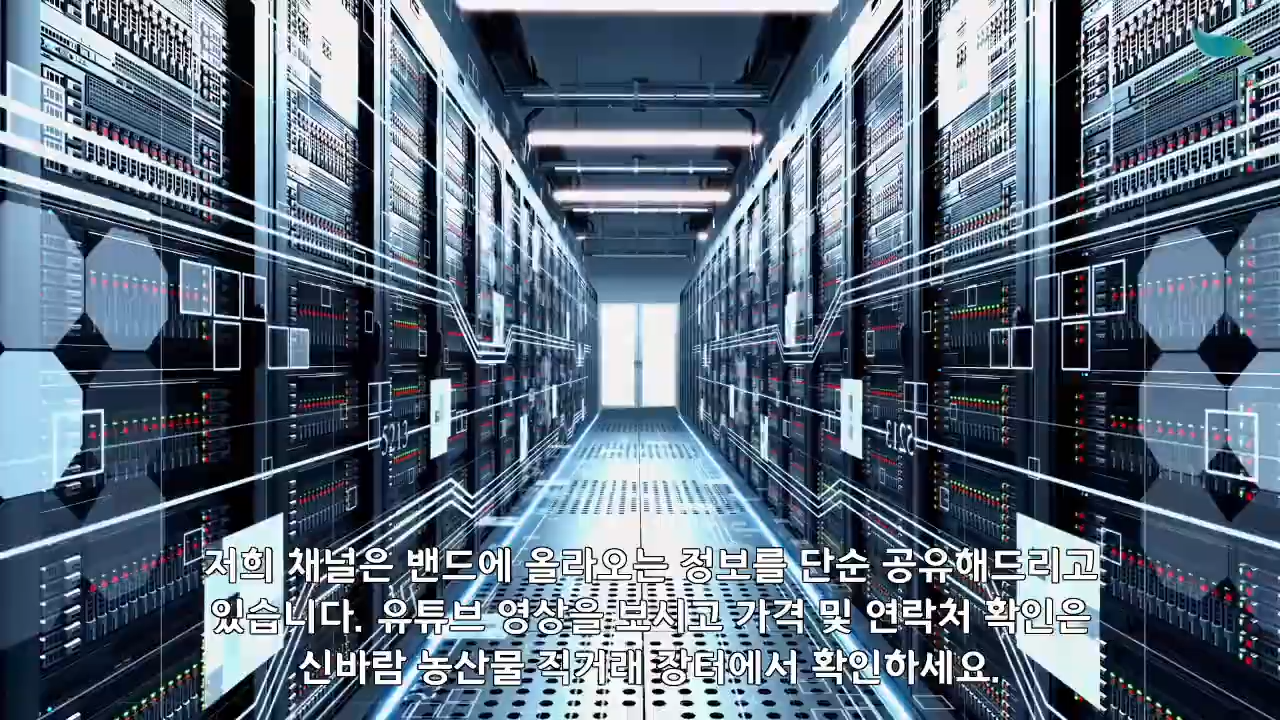 저희 채널은 밴드에 올라오는 정보를 단순 공유해드리고
있습니다. 유튜브 영상을 보시고 가격 및 연락처 확인은
신바람 농산물 직거래 장터에서 확인하세요.